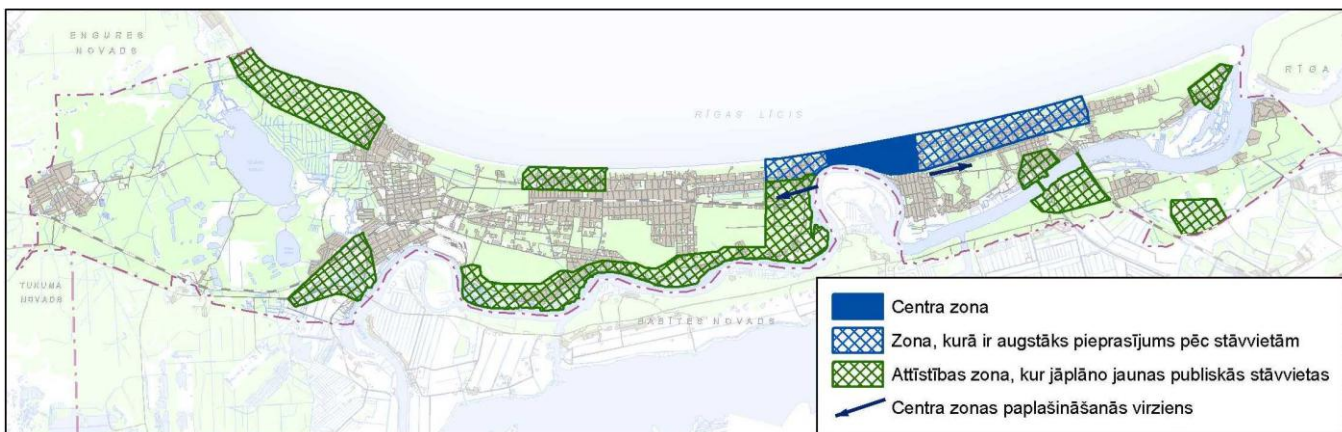 ENGURES
NOVADS
RĪGAS LĪCIS
RĪGA
TUKUMA
NOVADS
BABĪTES NOVADS
Centra zona
Zona, kurā ir augstāks pieprasījums pēc stāvvietām
Attīstības zona, kur jāplāno jaunas publiskās stāvvietas
Centra zonas paplašināšanās virziens